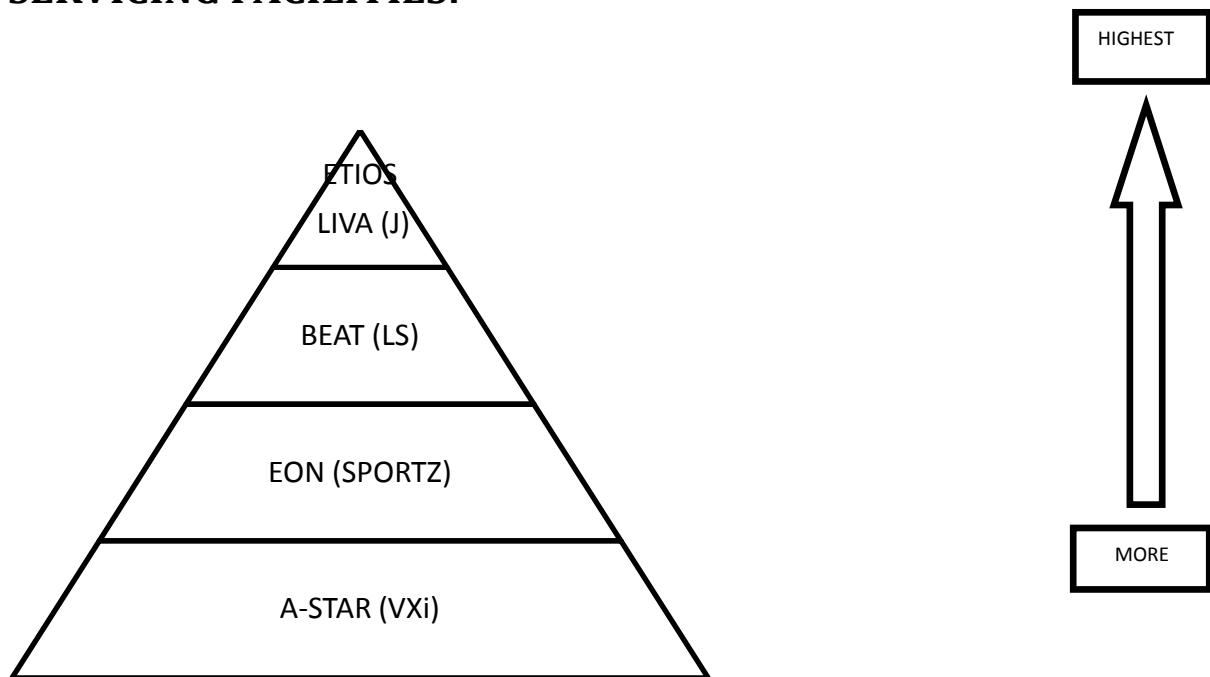 SERVICING FACILITIES:
HIGHEST
ETIOS
LIVA (J)
BEAT (LS)
EON (SPORTZ)
MORE
A-STAR (VXi)